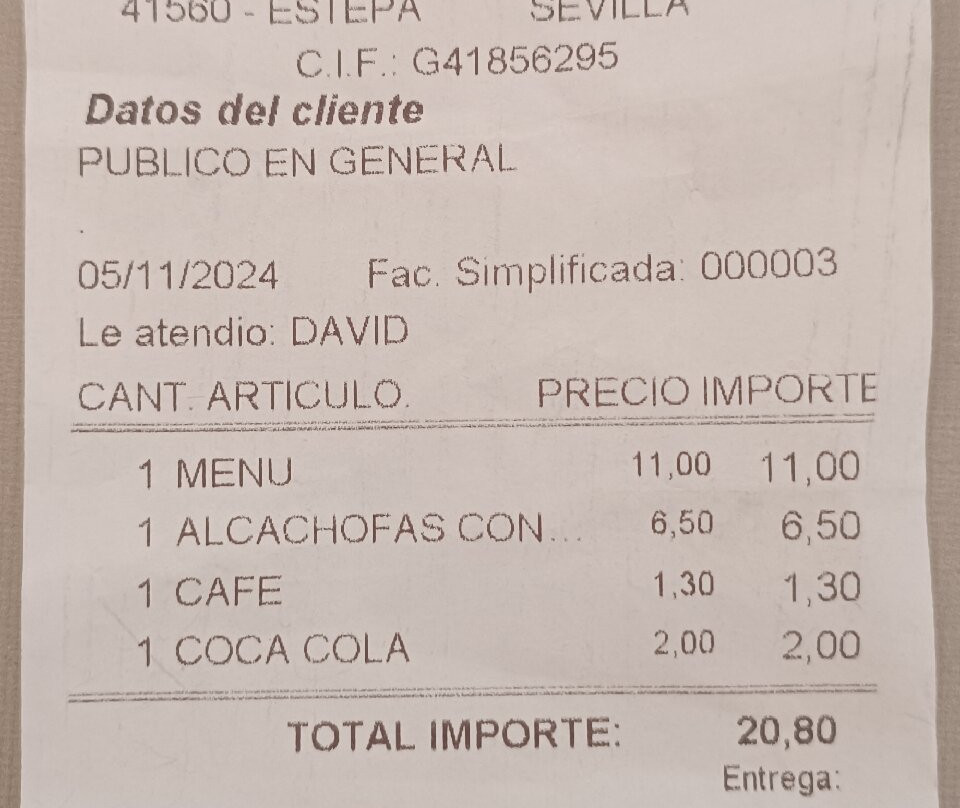 41560 - ESTEPA SEVILLA
C.I.F.: G41856295
Datos del cliente
PUBLICO EN GENERAL
.
05/11/2024 Fac. Simplificada: 000003
Le atendio: DAVID
CANT. ARTICULO. PRECIO IMPORTE
1 MENU 11,00 11,00
1 ALCACHOFAS CON... 6,50 6,50
1 CAFE 1,30 1,30
1 COCA COLA 2,00 2,00
TOTAL IMPORTE: 20,80
Entrega: